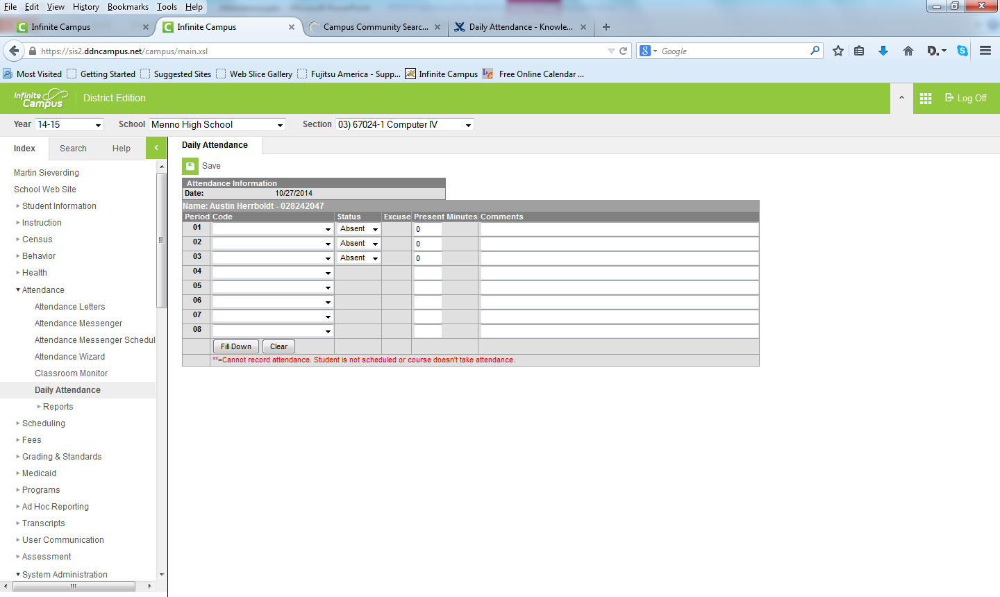 File Edit View History Bookmarks Tools Help
Infinite Campus
Infinite Campus
Campus Community Searc...
Daily Attendance - Knowle...
https://sis2.ddncampus.net/campus/main.xsl
Google
Most Visited
Getting Started
Suggested Sites
Web Slice Gallery
Fujitsu America - Supp...
Infinite Campus
Free Online Calendar ...
Infinite Campus
District Edition
Log Off
Year 14-15
School Menno High School
Section 03) 67024-1 Computer IV
Index
Search
Help
Martin Sieverding
School Web Site
Student Information
Instruction
Census
Behavior
Health
Attendance
Attendance Letters
Attendance Messenger
Attendance Messenger Schedul
Attendance Wizard
Classroom Monitor
Daily Attendance
Reports
Scheduling
Fees
Grading & Standards
Medicaid
Programs
Ad Hoc Reporting
Transcripts
User Communication
Assessment
System Administration
Daily Attendance
Save
Attendance Information
Date: 10/27/2014
Name: Austin Herrboldt - 028242047
Period Code Status Excuse Present Minutes Comments
01 Absent 0
02 Absent 0
03 Absent 0
04
05
06
07
08
Fill Down Clear
**=Cannot record attendance. Student is not scheduled or course doesn't take attendance.